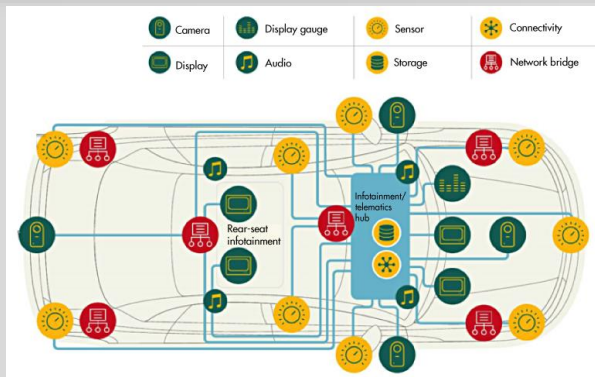 Camera
Display gauge
Sensor
Connectivity
Display
Audio
Storage
Network bridge
Infotainment/
telematics
hub
Rear-seat
infotainment